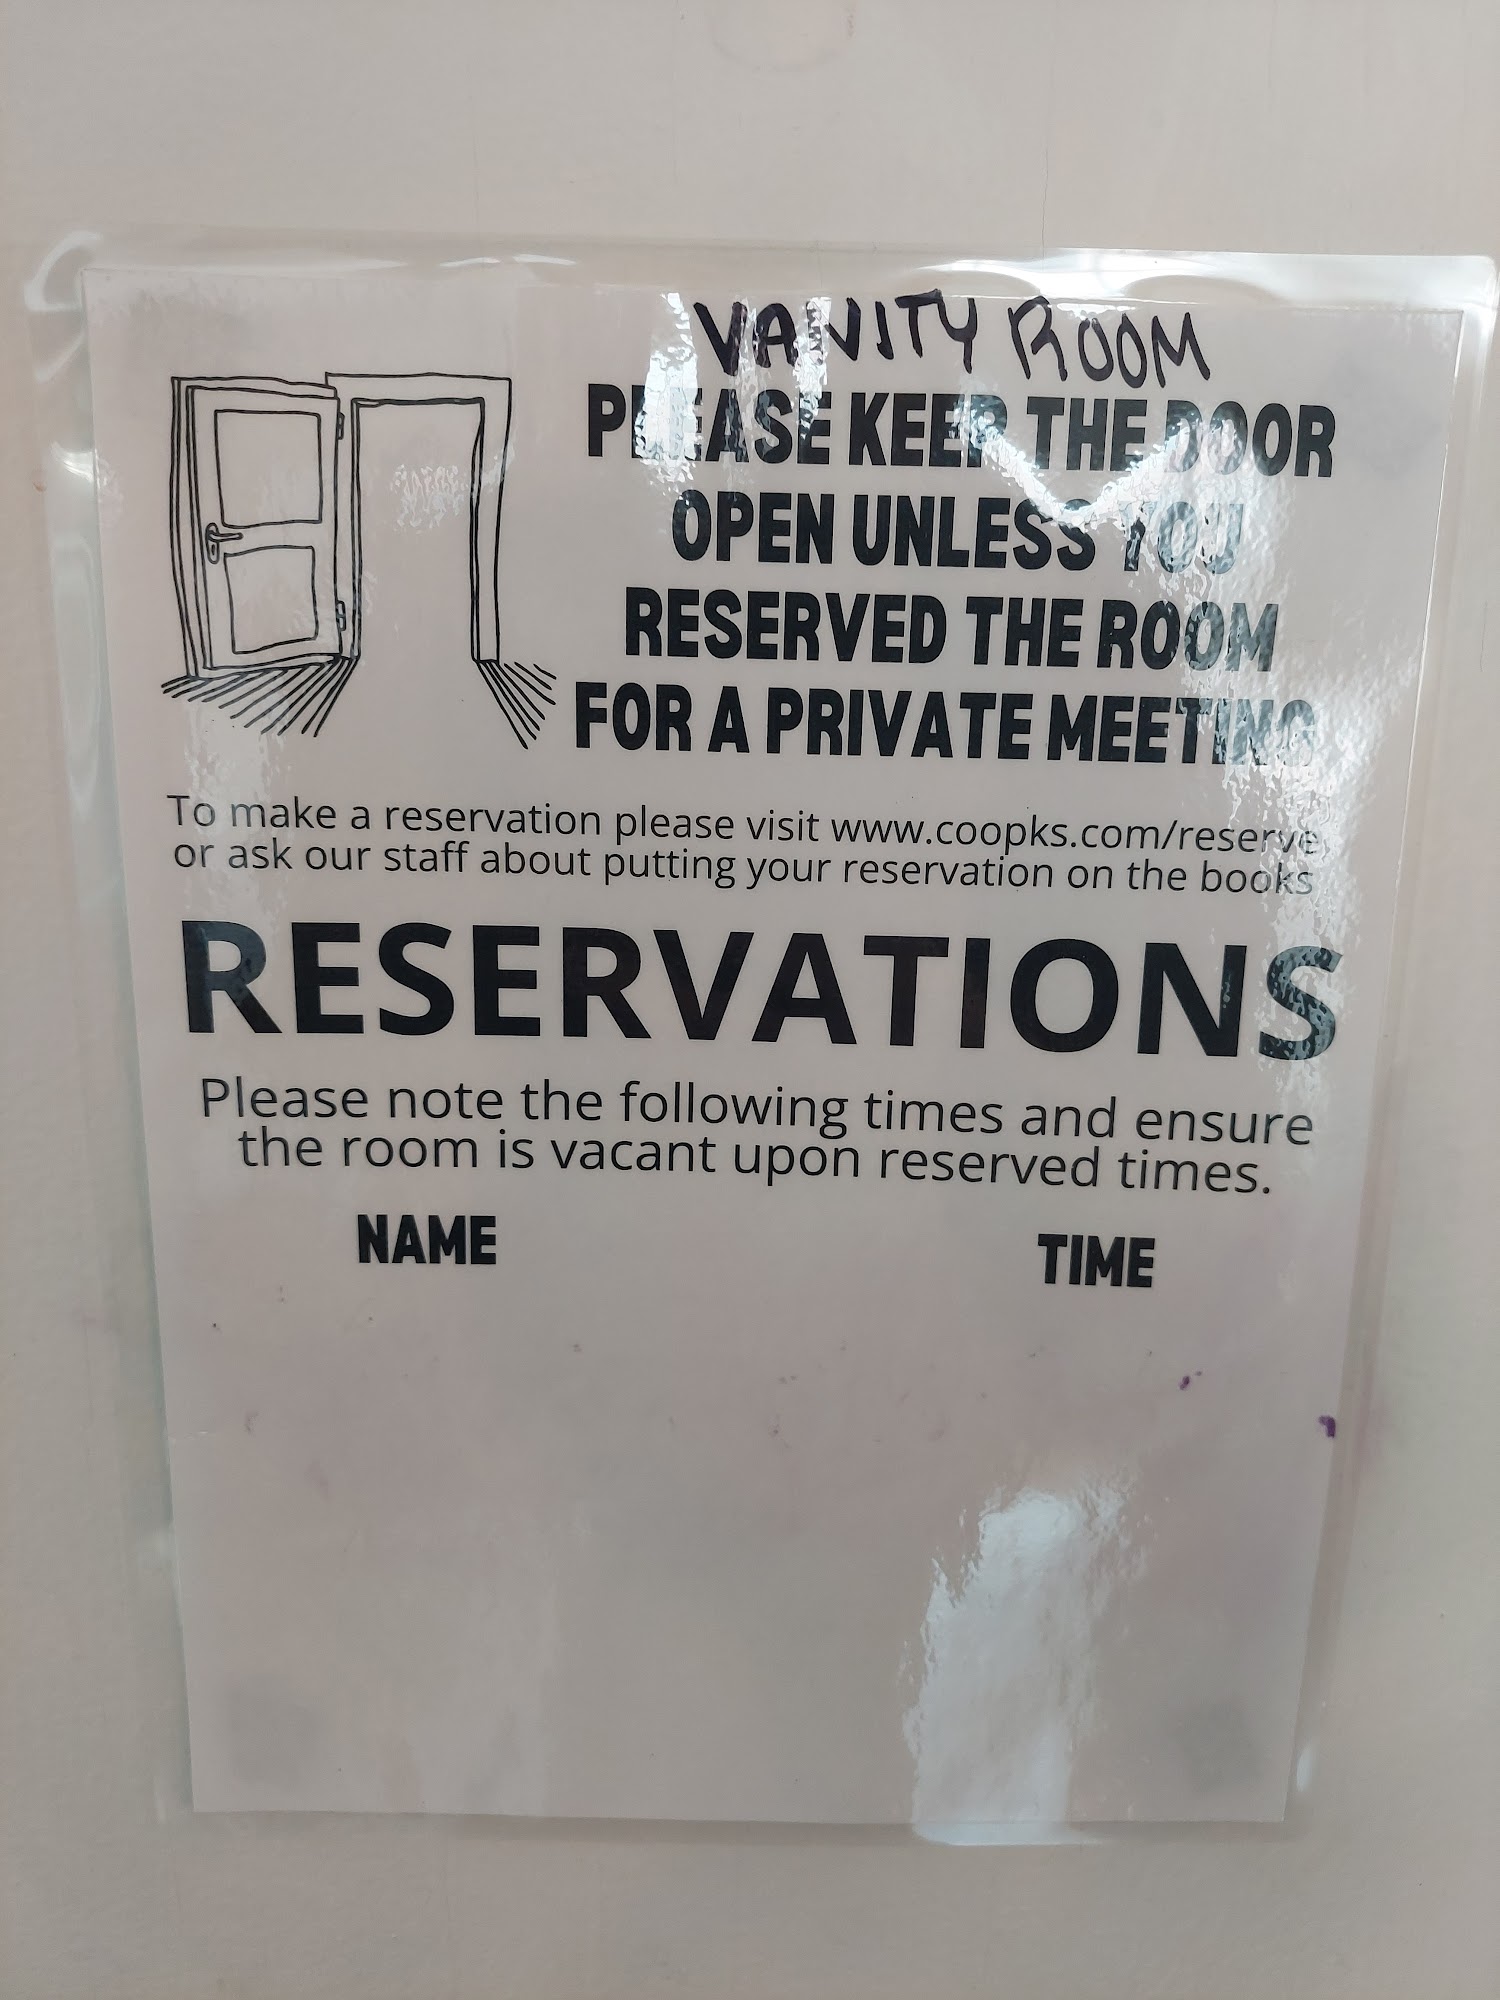 VANITY ROOM
PLEASE KEEP THE DOOR
OPEN UNLESS YOU
RESERVED THE ROOM
FOR A PRIVATE MEETING
To make a reservation please visit www.coopks.com/reserve
or ask our staff about putting your reservation on the books
RESERVATIONS
Please note the following times and ensure
the room is vacant upon reserved times.
NAME TIME